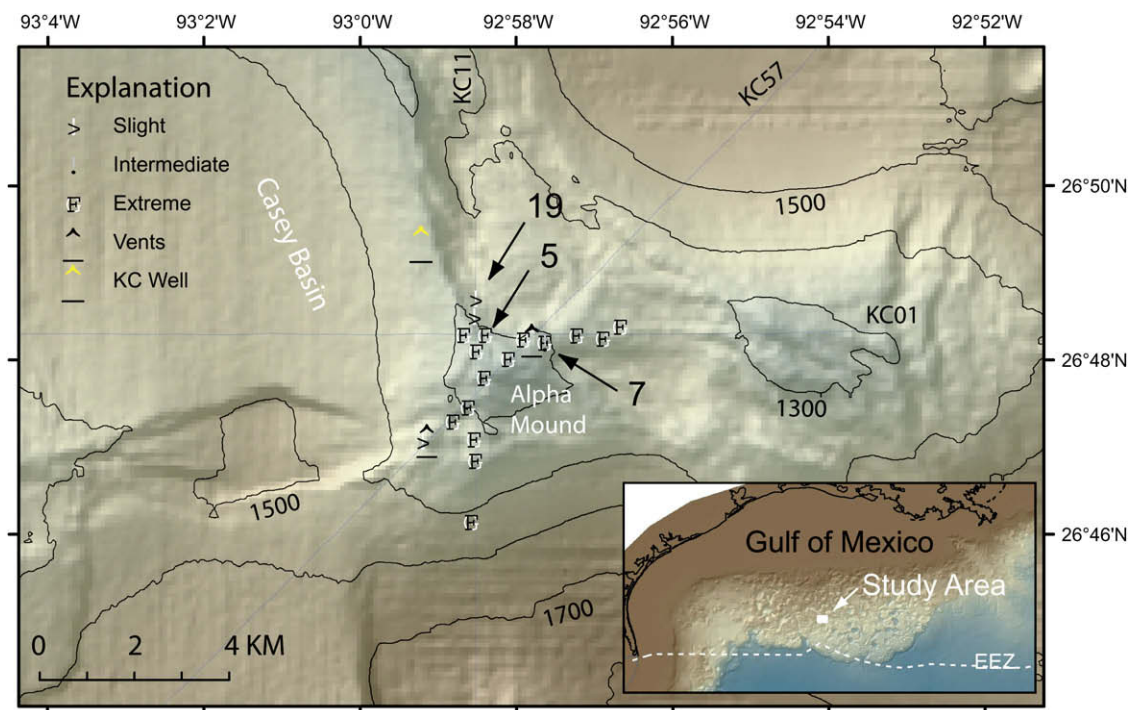 93°4'W 93°2'W 93°0'W 92°58'W 92°56'W 92°54'W 92°52'W
Explanation
> Slight
Intermediate
F Extreme
Vents
KC Well
KC11
KC57
26°50'N
1500
Casey Basin
19
5
KC01
26°48'N
F F F F F F F
F F
F
7
1300
Alpha
Mound
F
F
F
F
F
1500
26°46'N
1700
Gulf of Mexico
Study Area
EEZ
0 2 4 KM